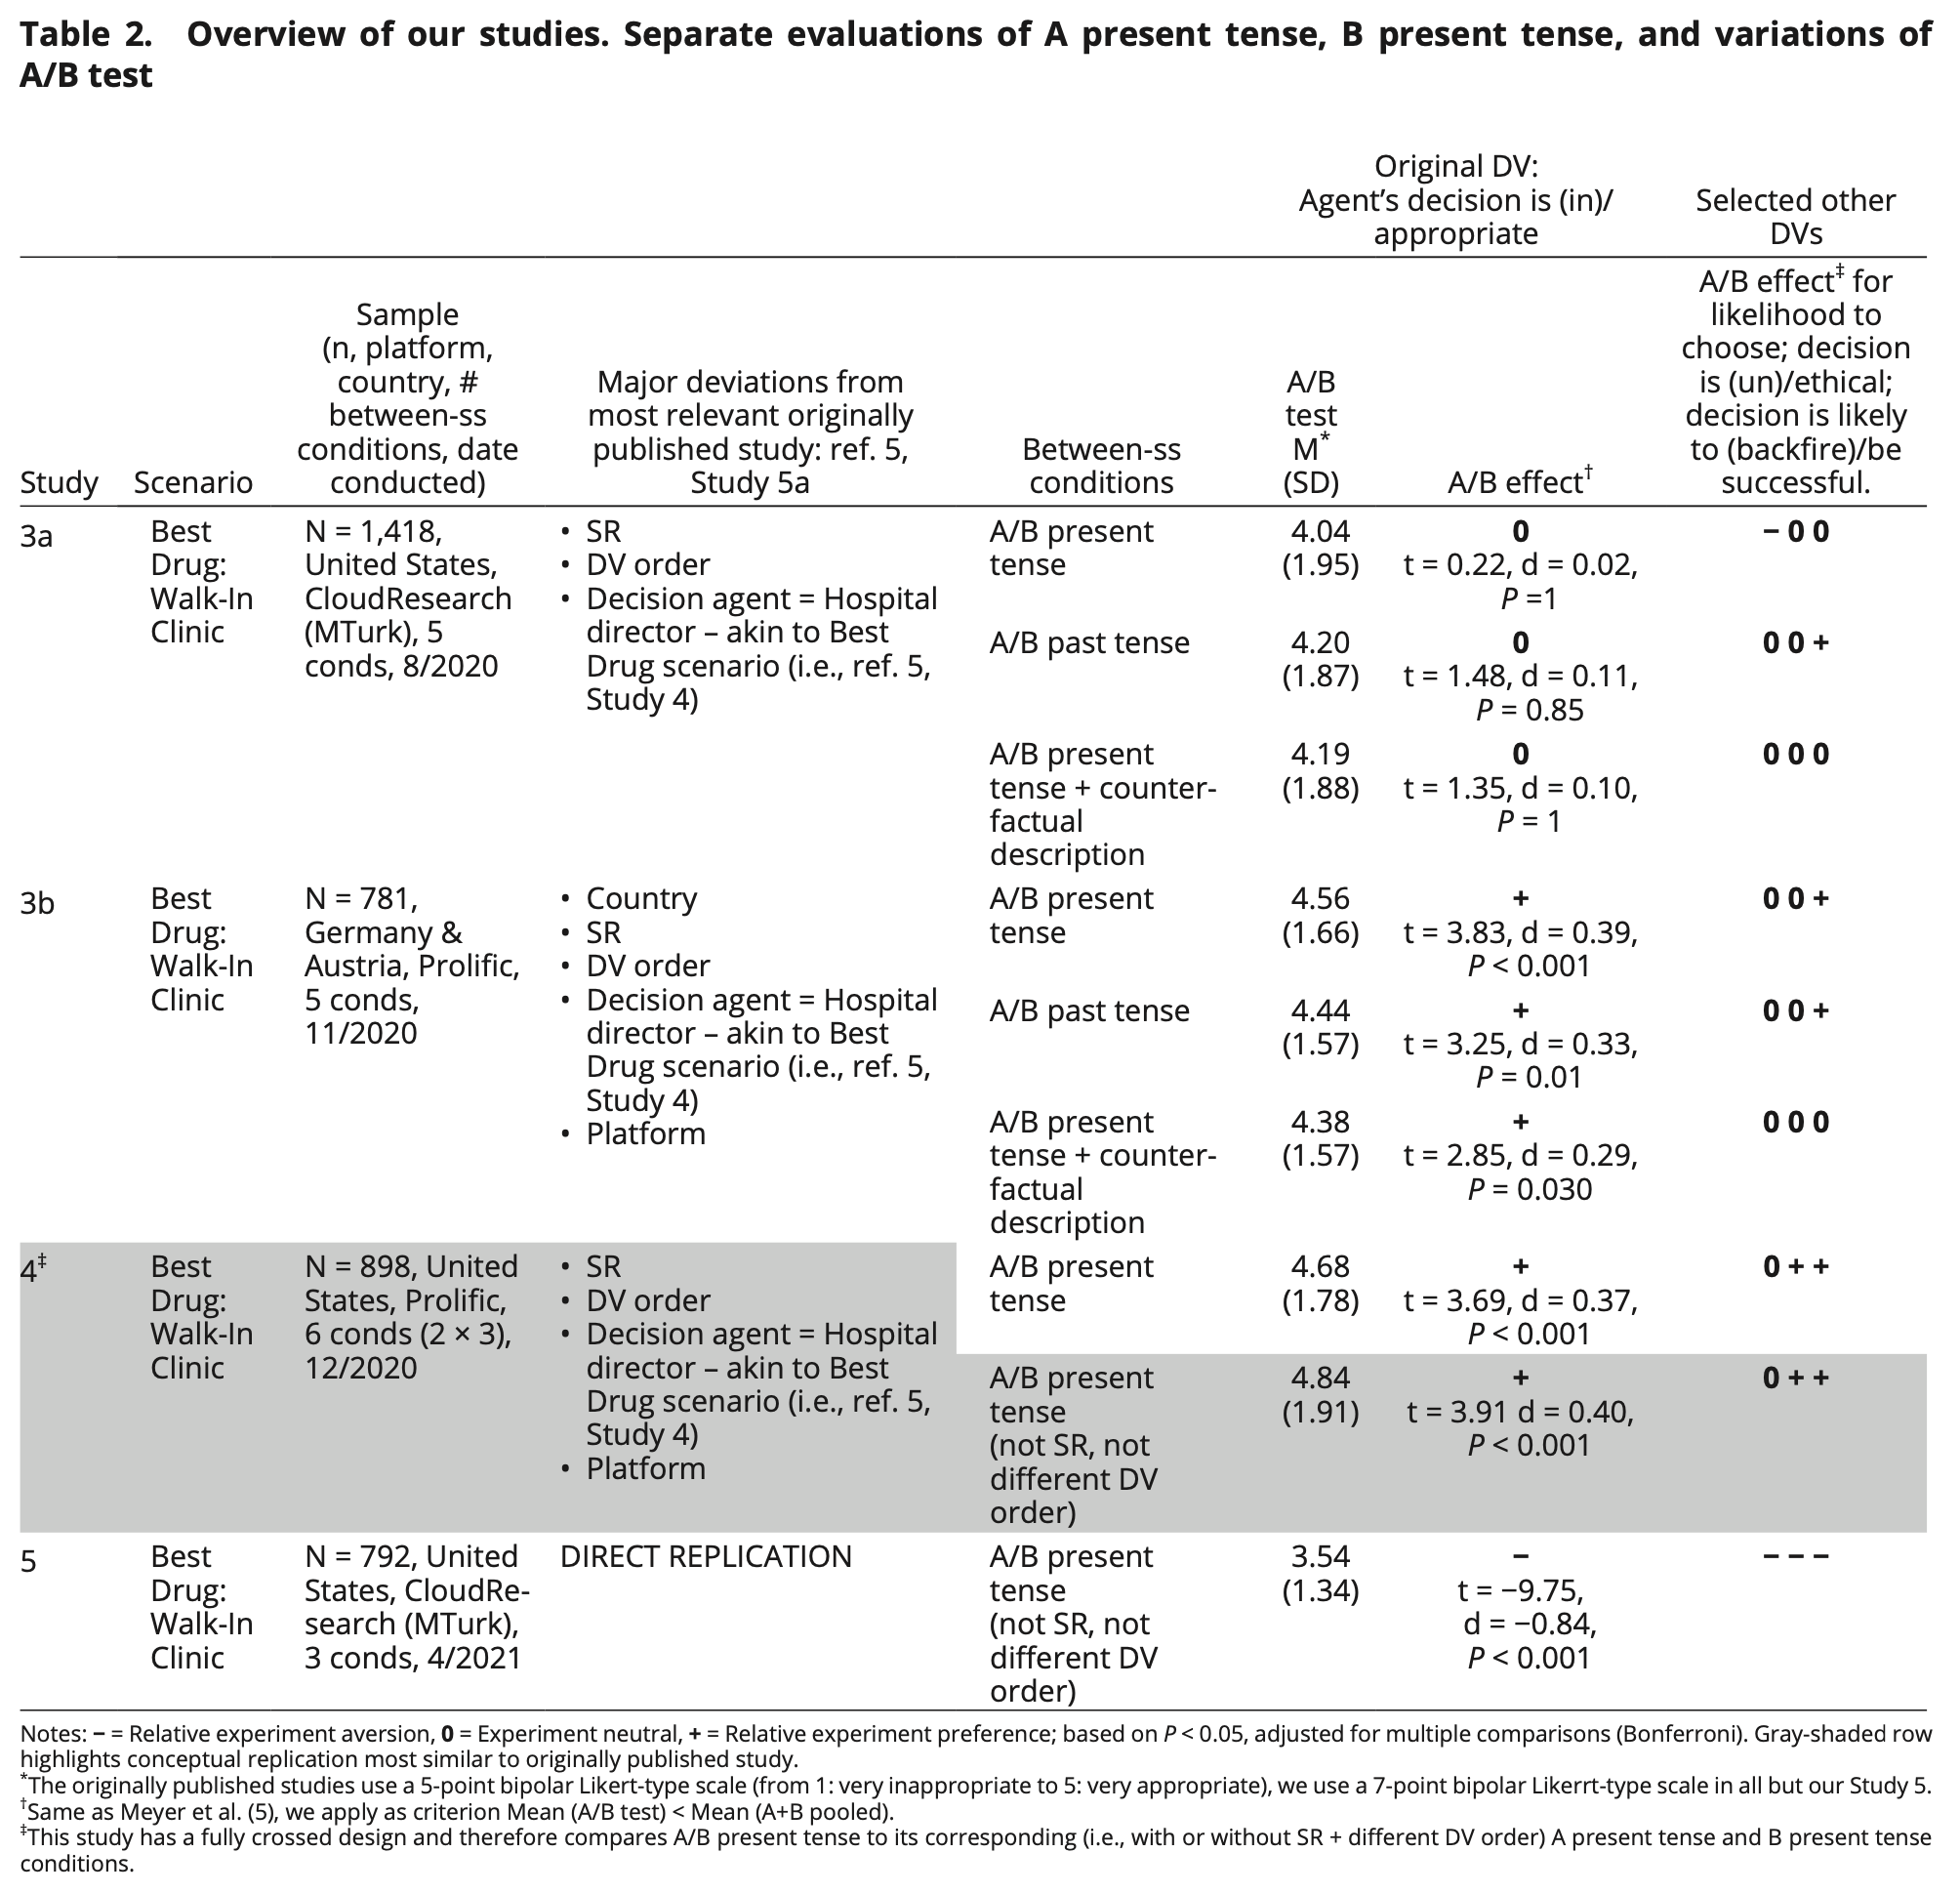 Table 2. Overview of our studies. Separate evaluations of A present tense, B present tense, and variations of
A/B test
Original DV:
Agent’s decision is (in)/
appropriate
Selected other
DVs
Study
Scenario
Sample
(n, platform,
country, #
between-ss
conditions, date
conducted)
Major deviations from
most relevant originally
published study: ref. 5,
Study 5a
Between-ss
conditions
A/B
test
M*
(SD)
A/B effect†
A/B effect‡ for
likelihood to
choose; decision
is (un)/ethical;
decision is likely
to (backfire)/be
successful.
3a
Best
Drug:
Walk-In
Clinic
N = 1,418,
United States,
CloudResearch
(MTurk), 5
conds, 8/2020
• SR
• DV order
• Decision agent = Hospital
director – akin to Best
Drug scenario (i.e., ref. 5,
Study 4)
A/B present
tense
4.04
(1.95)
0
t = 0.22, d = 0.02,
P =1
− 0 0
A/B past tense
4.20
(1.87)
0
t = 1.48, d = 0.11,
P = 0.85
0 0 +
A/B present
tense + counter-
factual
description
4.19
(1.88)
0
t = 1.35, d = 0.10,
P = 1
0 0 0
3b
Best
Drug:
Walk-In
Clinic
N = 781,
Germany &
Austria, Prolific,
5 conds,
11/2020
• Country
• SR
• DV order
• Decision agent = Hospital
director – akin to Best
Drug scenario (i.e., ref. 5,
Study 4)
• Platform
A/B present
tense
4.56
(1.66)
+
t = 3.83, d = 0.39,
P < 0.001
0 0 +
A/B past tense
4.44
(1.57)
+
t = 3.25, d = 0.33,
P = 0.01
0 0 +
A/B present
tense + counter-
factual
description
4.38
(1.57)
+
t = 2.85, d = 0.29,
P = 0.030
0 0 0
4‡
Best
Drug:
Walk-In
Clinic
N = 898, United
States, Prolific,
6 conds (2 × 3),
12/2020
• SR
• DV order
• Decision agent = Hospital
director – akin to Best
Drug scenario (i.e., ref. 5,
Study 4)
• Platform
A/B present
tense
4.68
(1.78)
+
t = 3.69, d = 0.37,
P < 0.001
0 + +
A/B present
tense
(not SR, not
different DV
order)
4.84
(1.91)
+
t = 3.91 d = 0.40,
P < 0.001
0 + +
5
Best
Drug:
Walk-In
Clinic
N = 792, United
States, CloudRe-
search (MTurk),
3 conds, 4/2021
DIRECT REPLICATION
A/B present
tense
(not SR, not
different DV
order)
3.54
(1.34)
−
t = −9.75,
d = −0.84,
P < 0.001
− − −
Notes: − = Relative experiment aversion, 0 = Experiment neutral, + = Relative experiment preference; based on P < 0.05, adjusted for multiple comparisons (Bonferroni). Gray-shaded row
highlights conceptual replication most similar to originally published study.
*The originally published studies use a 5-point bipolar Likert-type scale (from 1: very inappropriate to 5: very appropriate), we use a 7-point bipolar Likerrt-type scale in all but our Study 5.
†Same as Meyer et al. (5), we apply as criterion Mean (A/B test) < Mean (A+B pooled).
‡This study has a fully crossed design and therefore compares A/B present tense to its corresponding (i.e., with or without SR + different DV order) A present tense and B present tense
conditions.